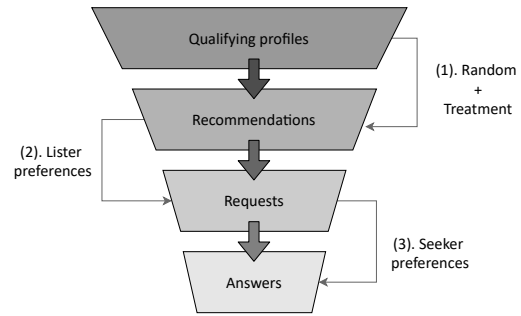 Qualifying profiles
(1). Random
+
Treatment
Recommendations
(2). Lister
preferences
Requests
(3). Seeker
preferences
Answers